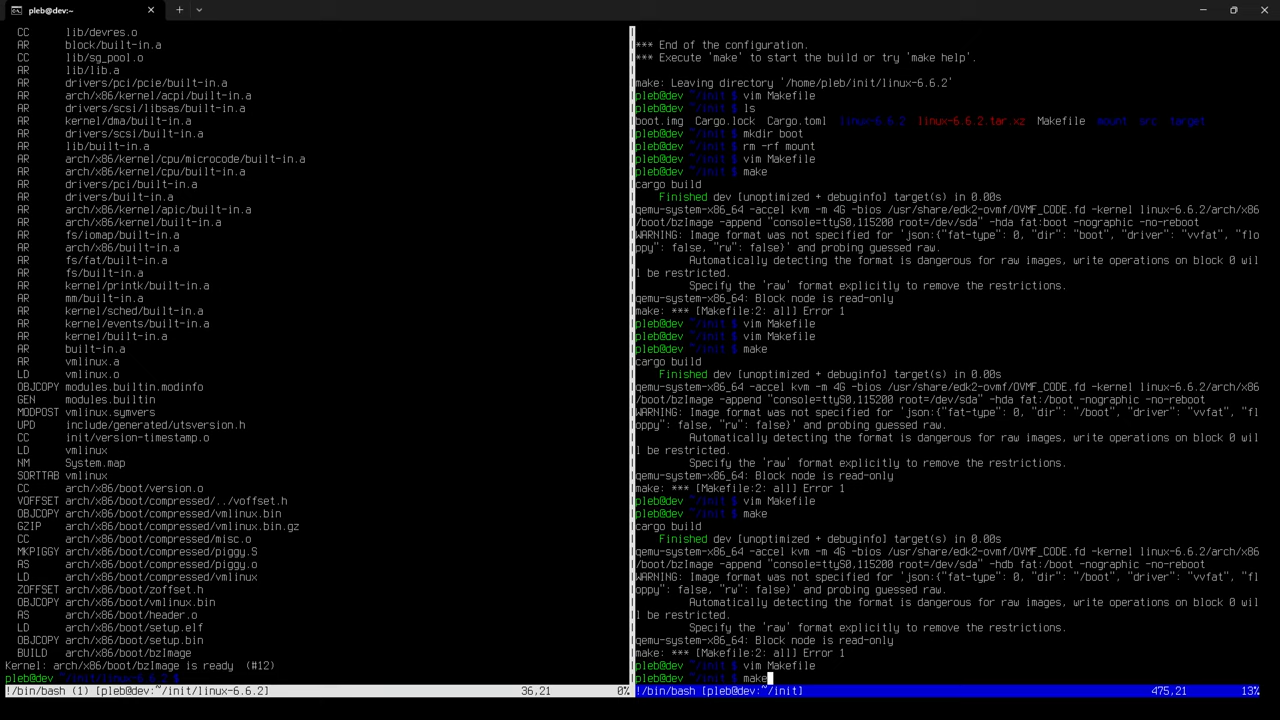 pleb@dev:~
CC lib/devres.o
AR block/built-in.a
CC lib/sg_pool.o
AR lib/lib.a
AR drivers/pci/pcie/built-in.a
AR arch/x86/kernel/acpi/built-in.a
AR drivers/scsi/libsas/built-in.a
AR kernel/dma/built-in.a
AR drivers/scsi/built-in.a
AR lib/built-in.a
AR arch/x86/kernel/cpu/microcode/built-in.a
AR arch/x86/kernel/cpu/built-in.a
AR drivers/pci/built-in.a
AR drivers/built-in.a
AR arch/x86/kernel/apic/built-in.a
AR arch/x86/kernel/built-in.a
AR fs/iomap/built-in.a
AR arch/x86/built-in.a
AR fs/fat/built-in.a
AR fs/built-in.a
AR kernel/printk/built-in.a
AR mm/built-in.a
AR kernel/sched/built-in.a
AR kernel/events/built-in.a
AR kernel/built-in.a
AR built-in.a
AR vmlinux.a
LD vmlinux.o
OBJCOPY modules.builtin.modinfo
GEN modules.builtin
MODPOST vmlinux.symvers
UPD include/generated/utsversion.h
CC init/version-timestamp.o
LD vmlinux
NM System.map
SORTTAB vmlinux
CC arch/x86/boot/version.o
VOFFSET arch/x86/boot/compressed/../voffset.h
OBJCOPY arch/x86/boot/compressed/vmlinux.bin
GZIP arch/x86/boot/compressed/vmlinux.bin.gz
CC arch/x86/boot/compressed/misc.o
MKPIGGY arch/x86/boot/compressed/piggy.S
AS arch/x86/boot/compressed/piggy.o
LD arch/x86/boot/compressed/vmlinux
ZOFFSET arch/x86/boot/zoffset.h
OBJCOPY arch/x86/boot/vmlinux.bin
AS arch/x86/boot/header.o
LD arch/x86/boot/setup.elf
OBJCOPY arch/x86/boot/setup.bin
BUILD arch/x86/boot/bzImage
Kernel: arch/x86/boot/bzImage is ready (#12)
pleb@dev ~/init/linux-6.6.2 $
!/bin/bash (1) [pleb@dev:~/init/linux-6.6.2] 36,21 0%
*** End of the configuration.
*** Execute 'make' to start the build or try 'make help'.
make: Leaving directory '/home/pleb/init/linux-6.6.2'
pleb@dev ~/init $ vim Makefile
pleb@dev ~/init $ ls
boot.img Cargo.lock Cargo.toml linux-6.6.2 linux-6.6.2.tar.xz Makefile mount src target
pleb@dev ~/init $ mkdir boot
pleb@dev ~/init $ rm -rf mount
pleb@dev ~/init $ vim Makefile
pleb@dev ~/init $ make
cargo build
Finished dev [unoptimized + debuginfo] target(s) in 0.00s
qemu-system-x86_64 -accel kvm -m 4G -bios /usr/share/edk2-ovmf/OVMF_CODE.fd -kernel linux-6.6.2/arch/x86
/boot/bzImage -append "console=ttyS0,115200 root=/dev/sda" -hda fat:boot -nographic -no-reboot
WARNING: Image format was not specified for 'json:{"fat-type": 0, "dir": "boot", "driver": "vvfat", "flo
ppy": false, "rw": false}' and probing guessed raw.
Automatically detecting the format is dangerous for raw images, write operations on block 0 wil
l be restricted.
Specify the 'raw' format explicitly to remove the restrictions.
qemu-system-x86_64: Block node is read-only
make: *** [Makefile:2: all] Error 1
pleb@dev ~/init $ vim Makefile
pleb@dev ~/init $ vim Makefile
pleb@dev ~/init $ make
cargo build
Finished dev [unoptimized + debuginfo] target(s) in 0.00s
qemu-system-x86_64 -accel kvm -m 4G -bios /usr/share/edk2-ovmf/OVMF_CODE.fd -kernel linux-6.6.2/arch/x86
/boot/bzImage -append "console=ttyS0,115200 root=/dev/sda" -hda fat:/boot -nographic -no-reboot
WARNING: Image format was not specified for 'json:{"fat-type": 0, "dir": "/boot", "driver": "vvfat", "fl
oppy": false, "rw": false}' and probing guessed raw.
Automatically detecting the format is dangerous for raw images, write operations on block 0 wil
l be restricted.
Specify the 'raw' format explicitly to remove the restrictions.
qemu-system-x86_64: Block node is read-only
make: *** [Makefile:2: all] Error 1
pleb@dev ~/init $ vim Makefile
pleb@dev ~/init $ make
cargo build
Finished dev [unoptimized + debuginfo] target(s) in 0.00s
qemu-system-x86_64 -accel kvm -m 4G -bios /usr/share/edk2-ovmf/OVMF_CODE.fd -kernel linux-6.6.2/arch/x86
/boot/bzImage -append "console=ttyS0,115200 root=/dev/sda" -hdb fat:/boot -nographic -no-reboot
WARNING: Image format was not specified for 'json:{"fat-type": 0, "dir": "/boot", "driver": "vvfat", "fl
oppy": false, "rw": false}' and probing guessed raw.
Automatically detecting the format is dangerous for raw images, write operations on block 0 wil
l be restricted.
Specify the 'raw' format explicitly to remove the restrictions.
qemu-system-x86_64: Block node is read-only
make: *** [Makefile:2: all] Error 1
pleb@dev ~/init $ vim Makefile
pleb@dev ~/init $ make
!/bin/bash [pleb@dev:~/init] 475,21 13%